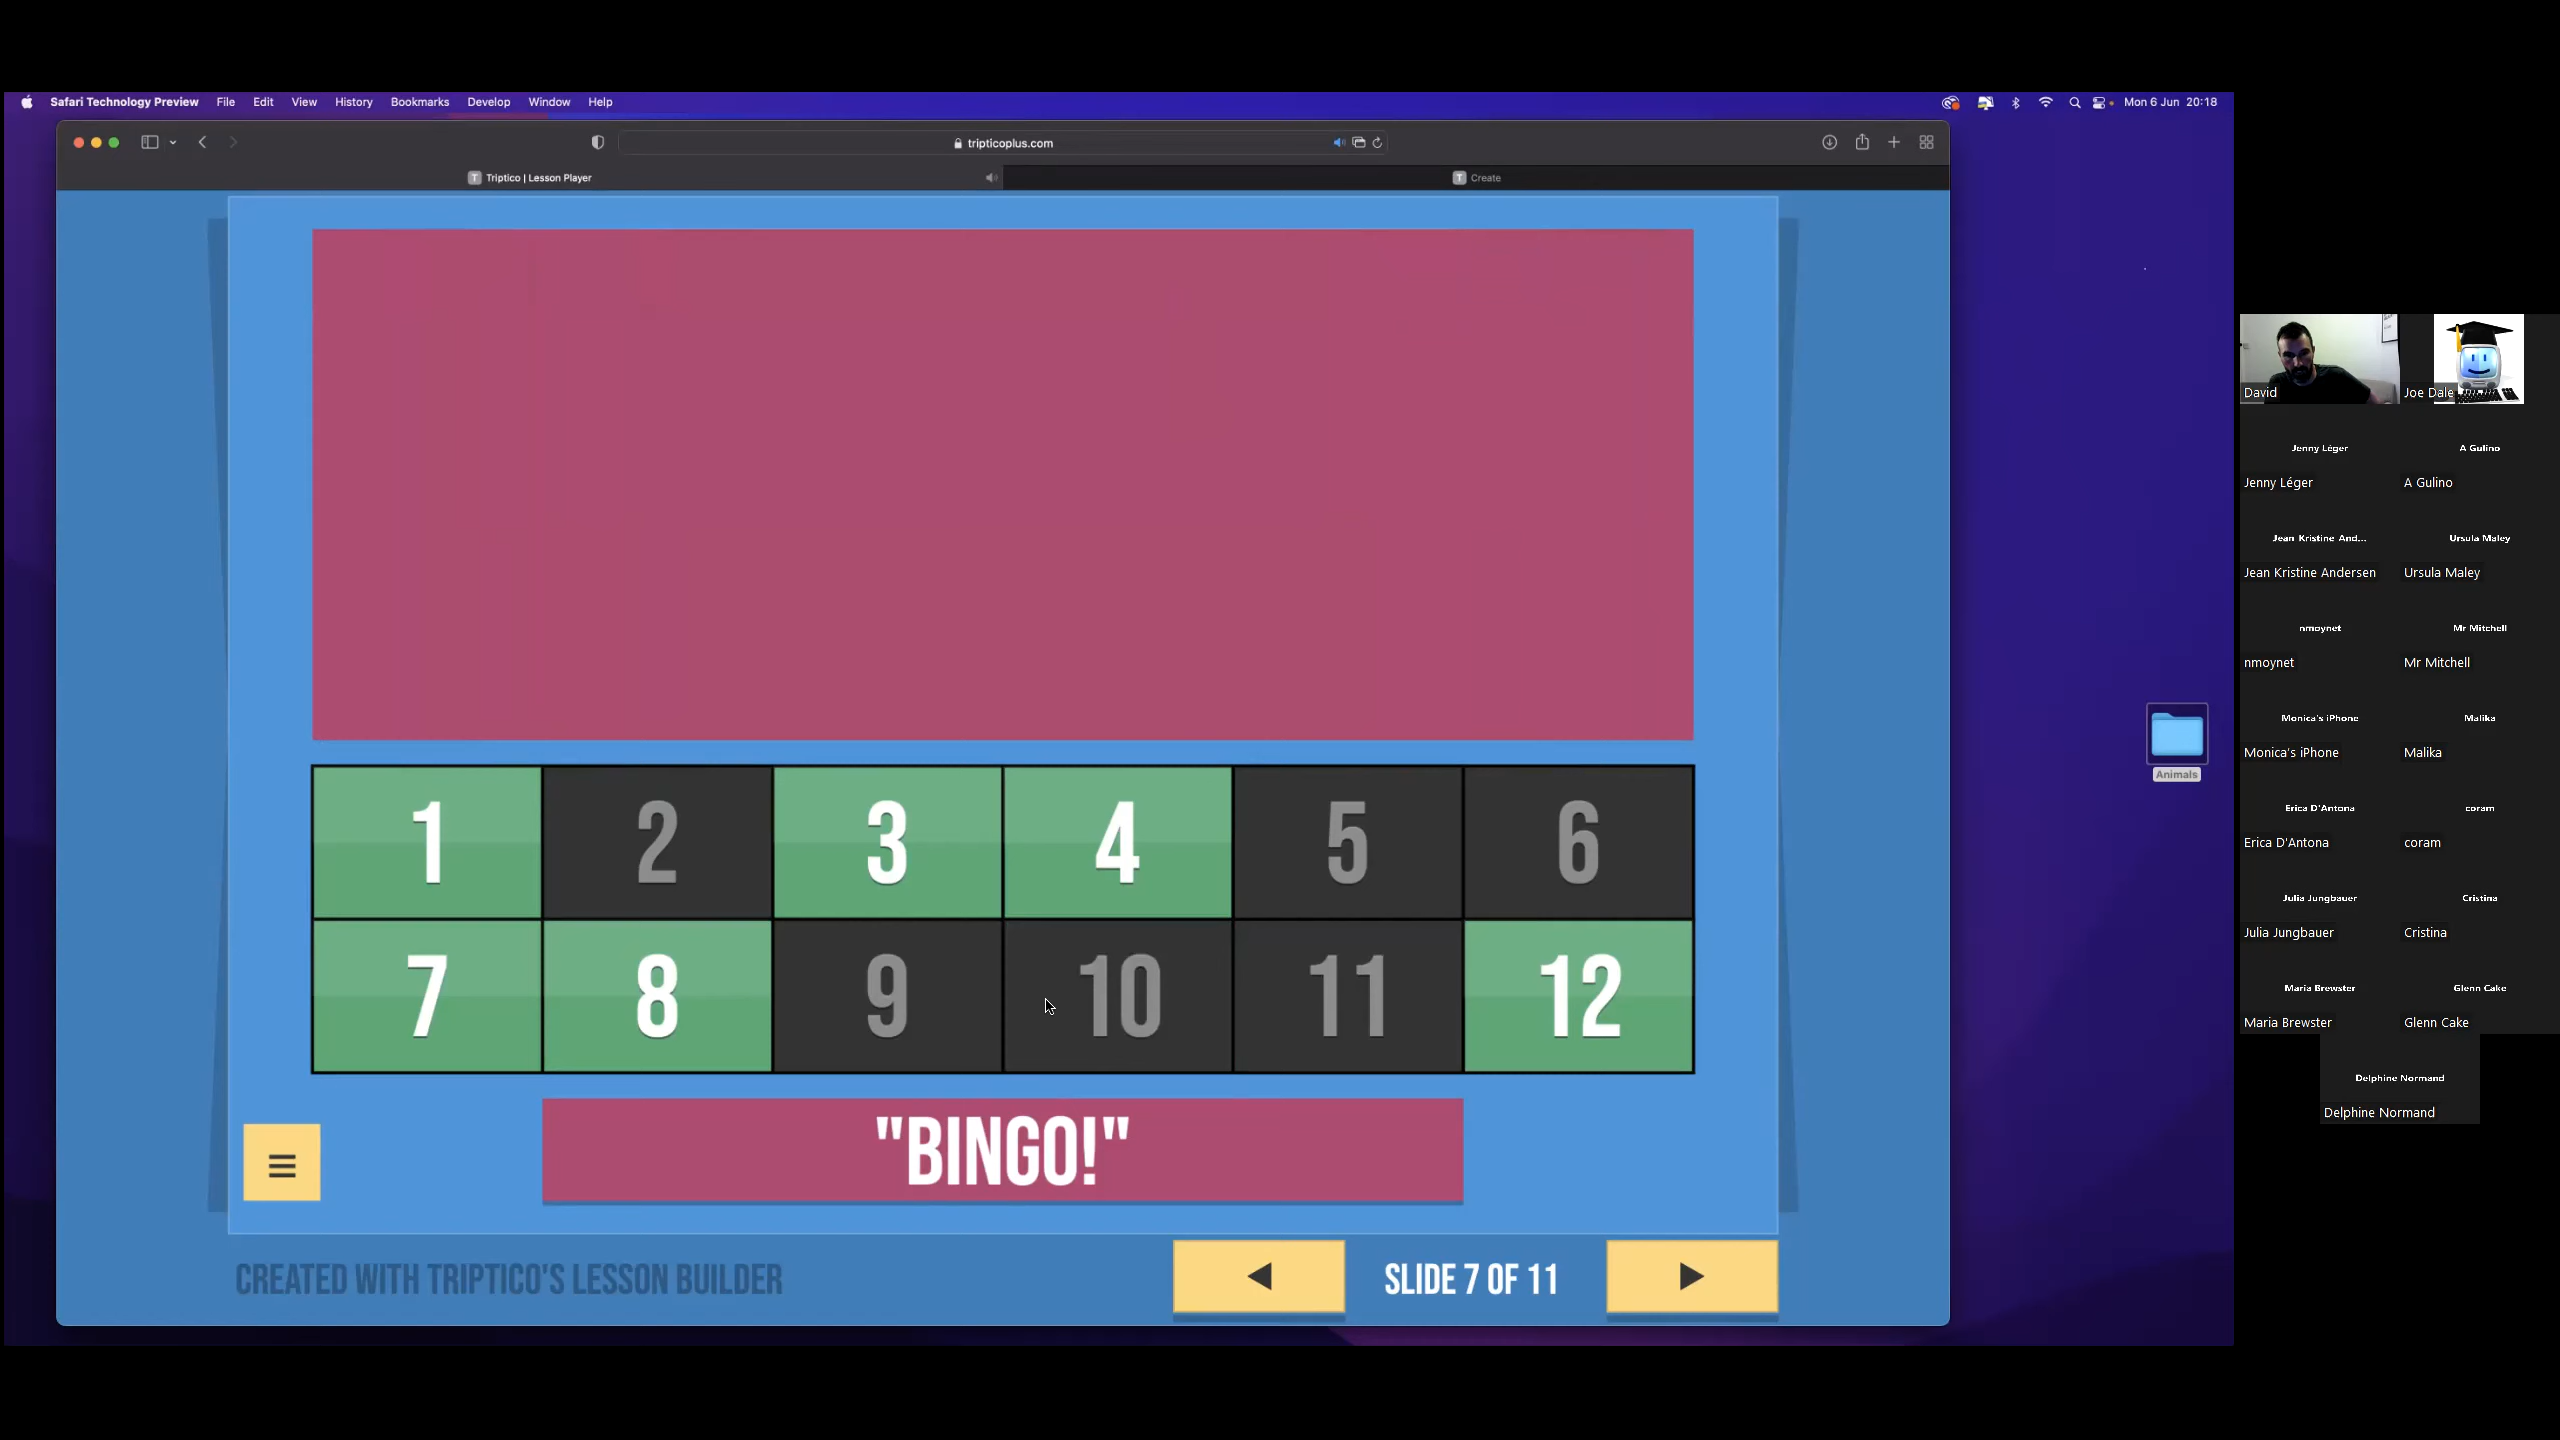 Safari Technology Preview File Edit View History Bookmarks Develop Window Help
Mon 6 Jun 20:18
tripticoplus.com
Triptico | Lesson Player
Create
1 2 3 4 5 6
7 8 9 10 11 12
"BINGO!"
CREATED WITH TRIPTICO'S LESSON BUILDER
SLIDE 7 OF 11
Animals
David
Joe Dale
Jenny Léger
A Gulino
Jenny Léger
A Gulino
Jean Kristine And...
Ursula Maley
Jean Kristine Andersen
Ursula Maley
nmoynet
Mr Mitchell
nmoynet
Mr Mitchell
Monica's iPhone
Malika
Monica's iPhone
Malika
Erica D'Antona
coram
Erica D'Antona
coram
Julia Jungbauer
Cristina
Julia Jungbauer
Cristina
Maria Brewster
Glenn Cake
Maria Brewster
Glenn Cake
Delphine Normand
Delphine Normand